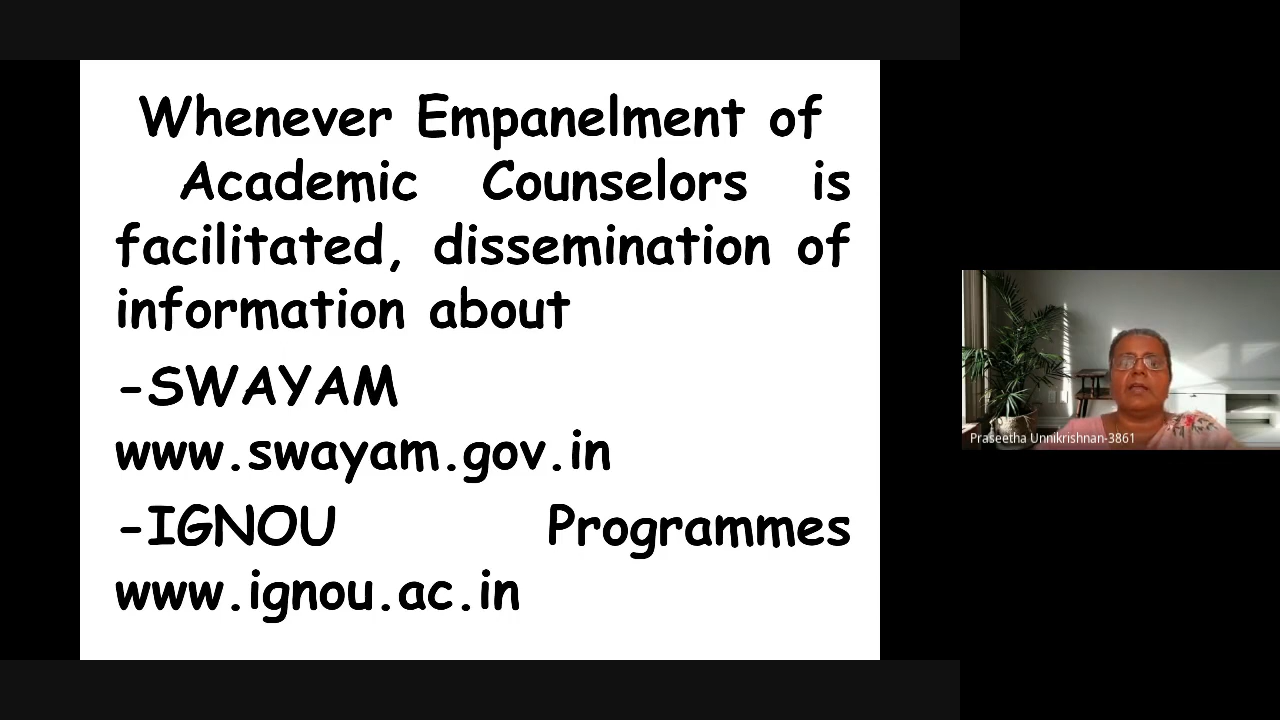 Whenever Empanelment of
Academic Counselors is
facilitated, dissemination of
information about
-SWAYAM
www.swayam.gov.in
-IGNOU Programmes
www.ignou.ac.in
Praseetha Unnikrishnan-3861